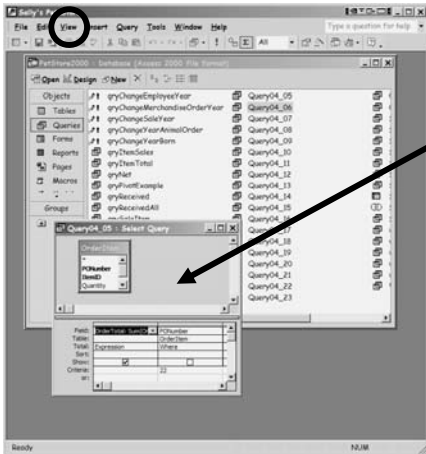 Sally's Pet
File Edit View Insert Query Tools Window Help
Type a question for help
All
PetStore2000 : Database (Access 2000 file format)
Open Design New
Objects
Tables
Queries
Forms
Reports
Pages
Macros
Groups
qryChangeEmployeeYear
qryChangeMerchandiseOrderYear
qryChangeSaleYear
qryChangeYearAnimalOrder
qryChangeYearBorn
qryItemSales
qryItemTotal
qryNet
qryPivotExample
qryReceived
qryReceivedAll
qrySaleItem
Query04_05
Query04_06
Query04_07
Query04_08
Query04_09
Query04_10
Query04_11
Query04_12
Query04_13
Query04_14
Query04_15
Query04_16
Query04_17
Query04_18
Query04_19
Query04_20
Query04_21
Query04_22
Query04_23
Query04_05 : Select Query
OrderItem
*
PONumber
ItemID
Quantity
Field: OrderTotal: Sum([ PONumber
Table: OrderItem
Total: Expression Where
Sort:
Show:
Criteria: 22
or:
Ready
NUM